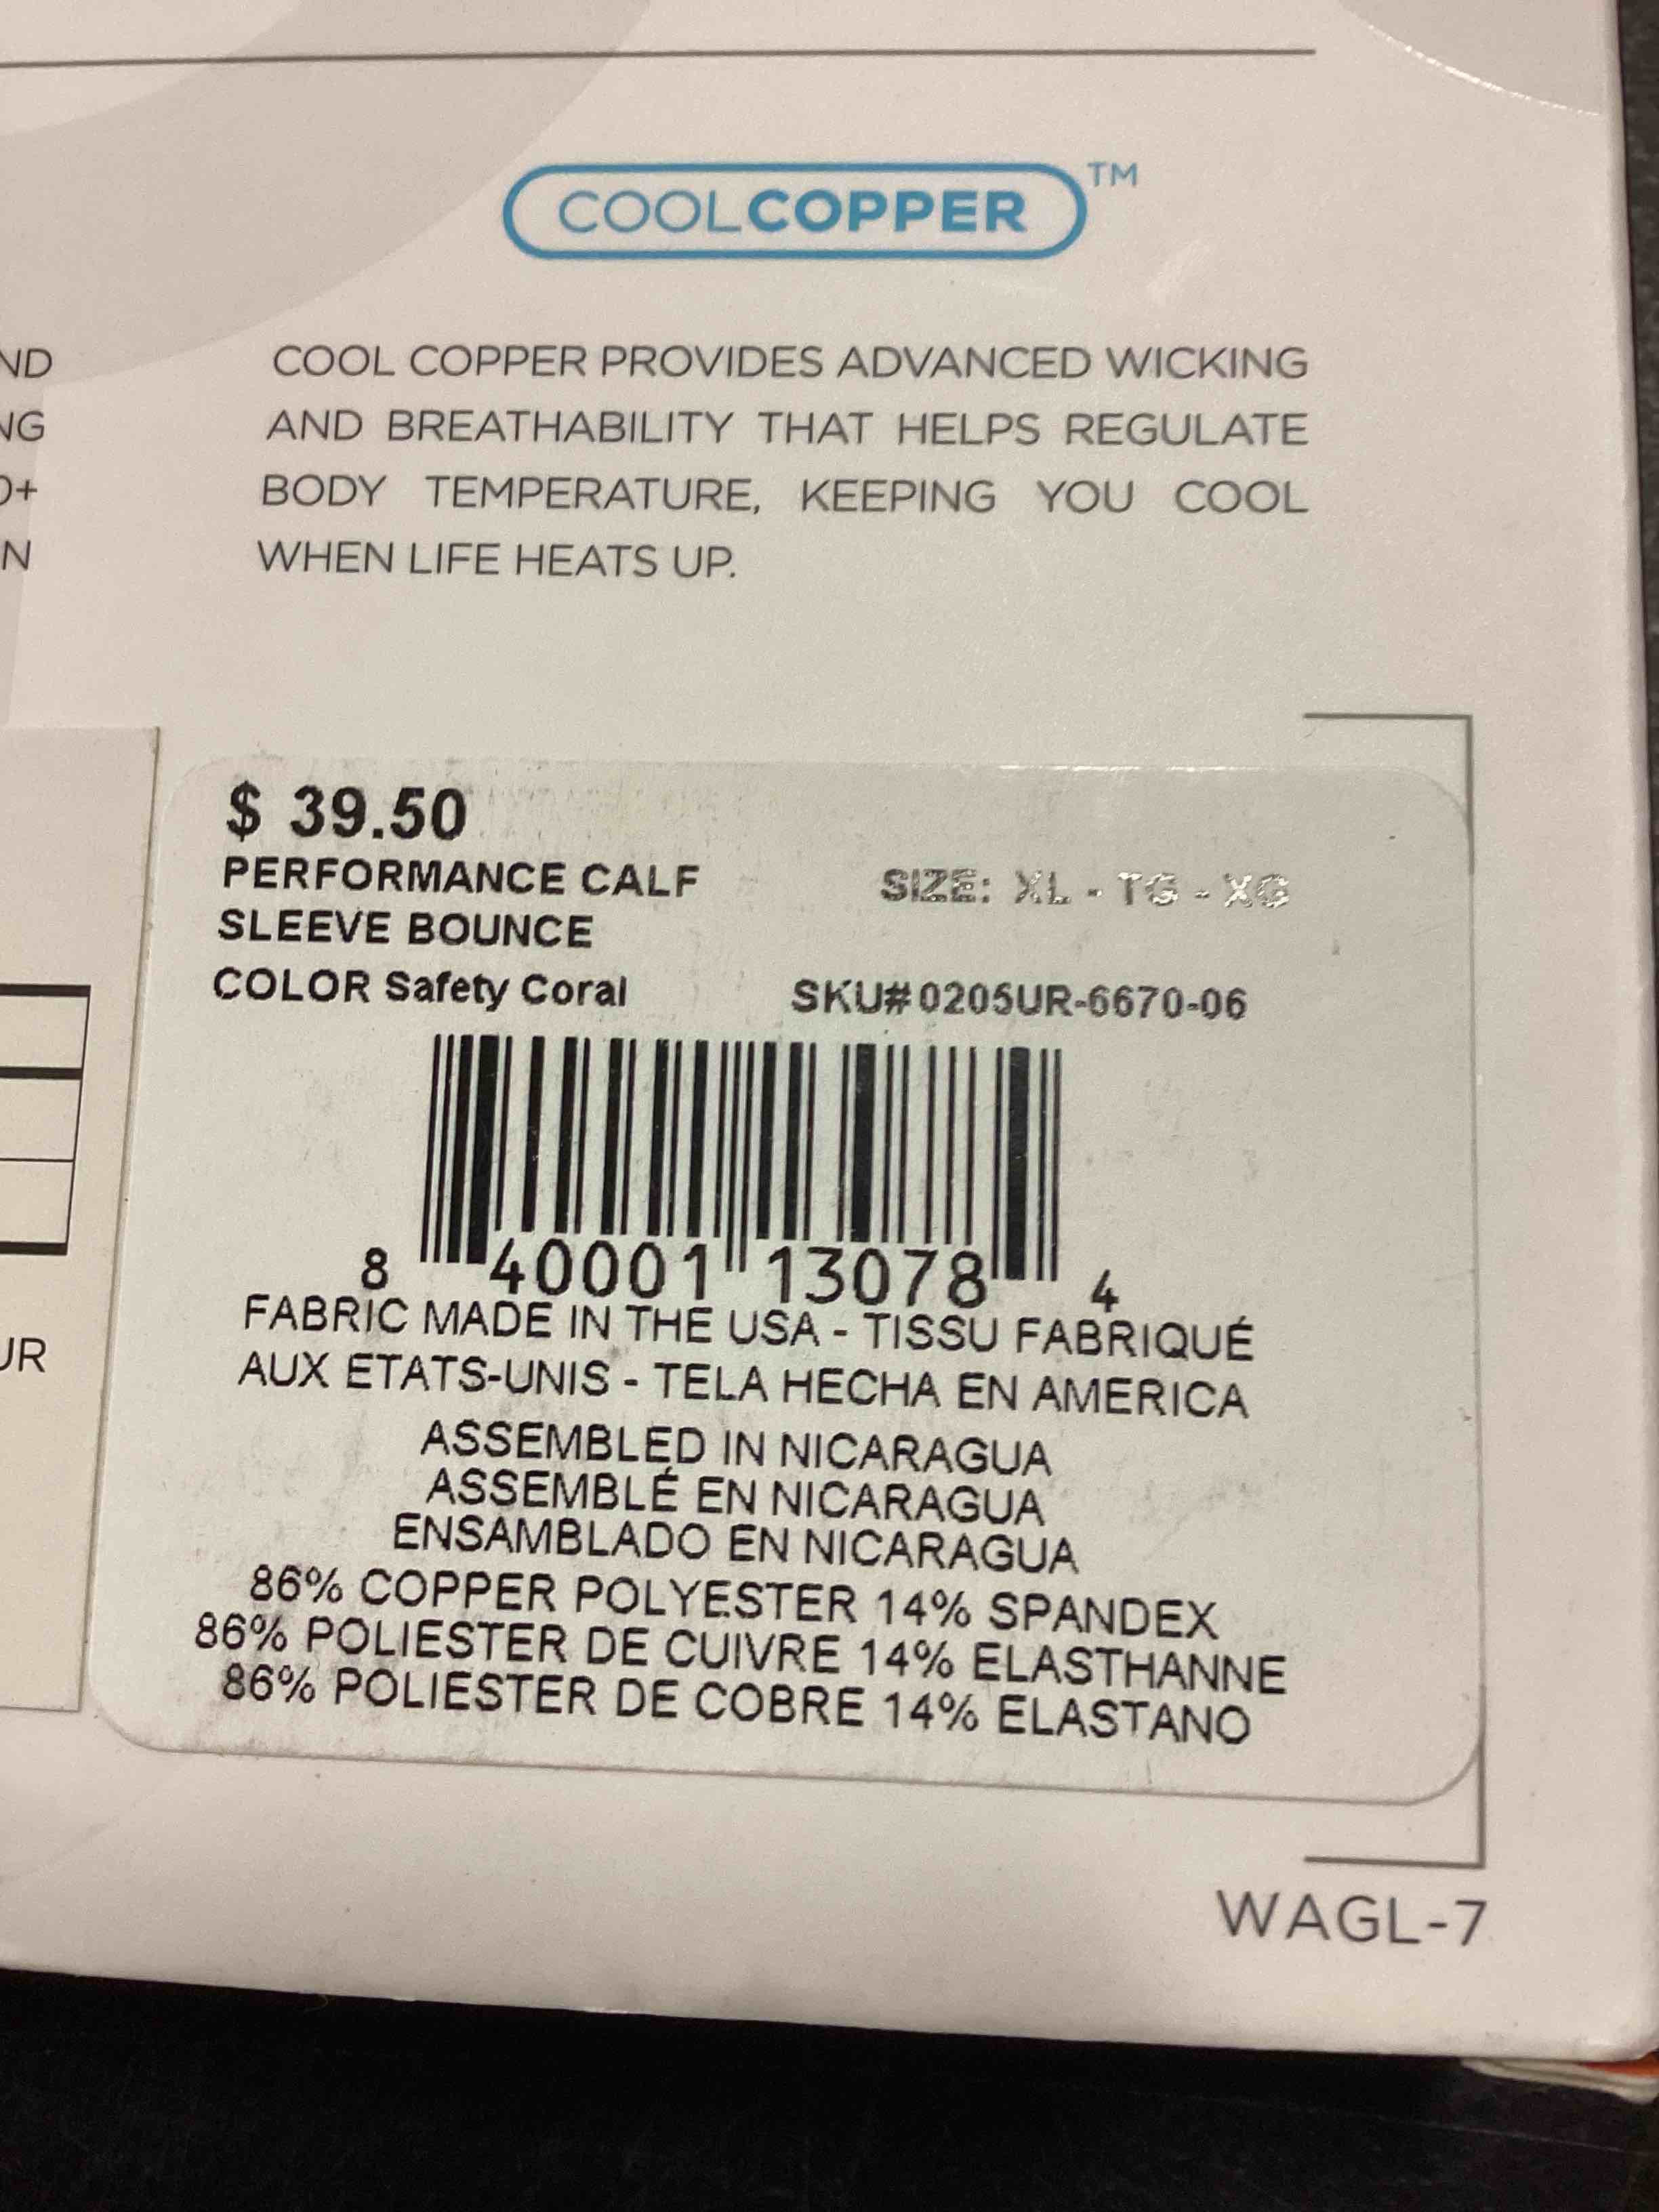 COOLCOPPER™
ND
NG
0+
N
COOL COPPER PROVIDES ADVANCED WICKING
AND BREATHABILITY THAT HELPS REGULATE
BODY TEMPERATURE, KEEPING YOU COOL
WHEN LIFE HEATS UP.
$ 39.50
PERFORMANCE CALF
SLEEVE BOUNCE
SIZE: XL - TG - XG
COLOR Safety Coral
SKU# 0205UR-6670-06
8 40001 13078 4
UR
FABRIC MADE IN THE USA - TISSU FABRIQUÉ
AUX ETATS-UNIS - TELA HECHA EN AMERICA
ASSEMBLED IN NICARAGUA
ASSEMBLÉ EN NICARAGUA
ENSAMBLADO EN NICARAGUA
86% COPPER POLYESTER 14% SPANDEX
86% POLIESTER DE CUIVRE 14% ELASTHANNE
86% POLIESTER DE COBRE 14% ELASTANO
WAGL-7